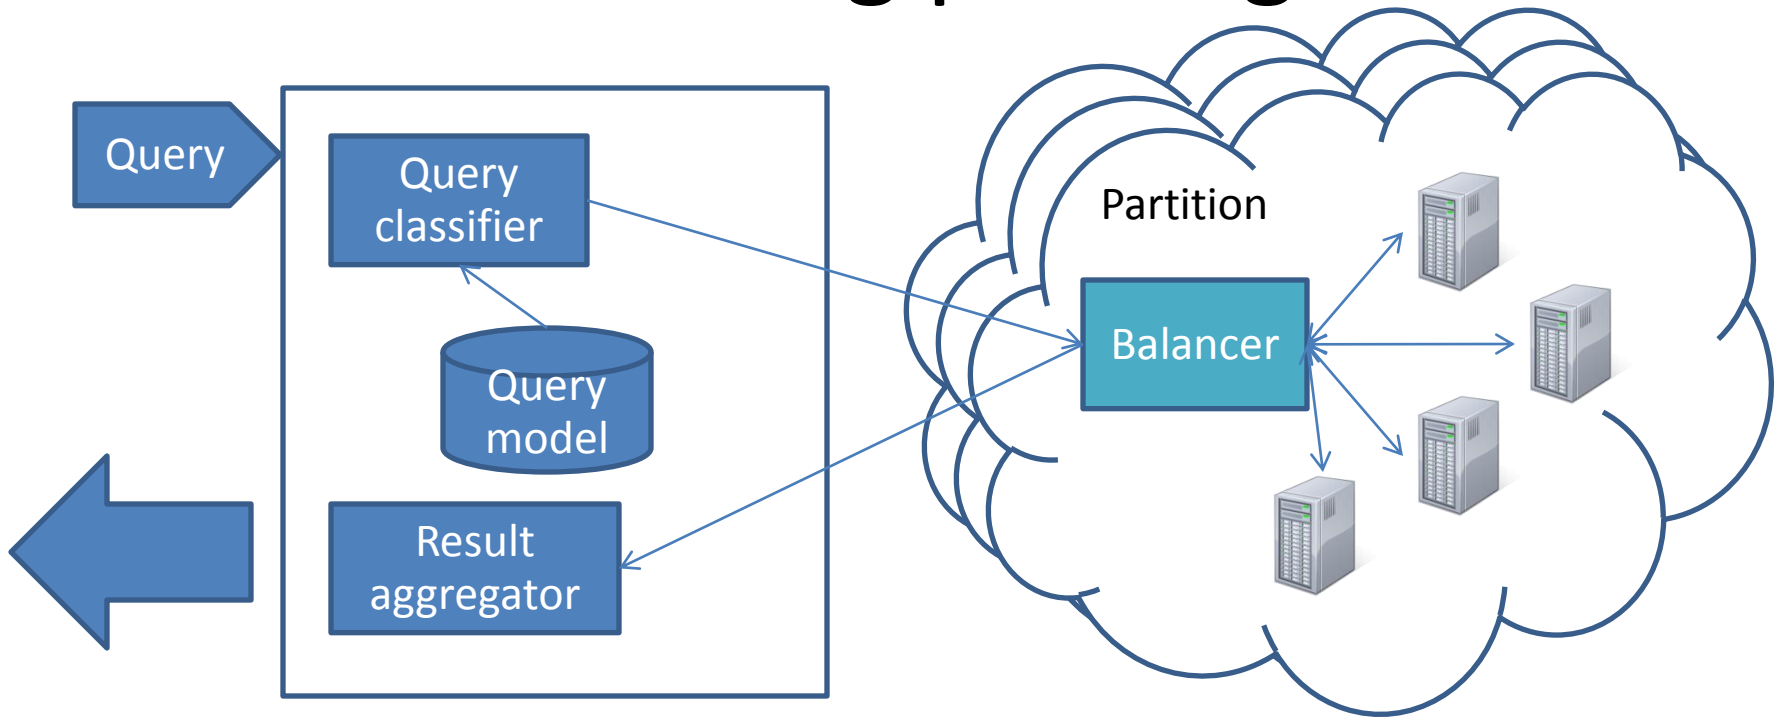 Query
Query
classifier
Query
model
Result
aggregator
Partition
Balancer